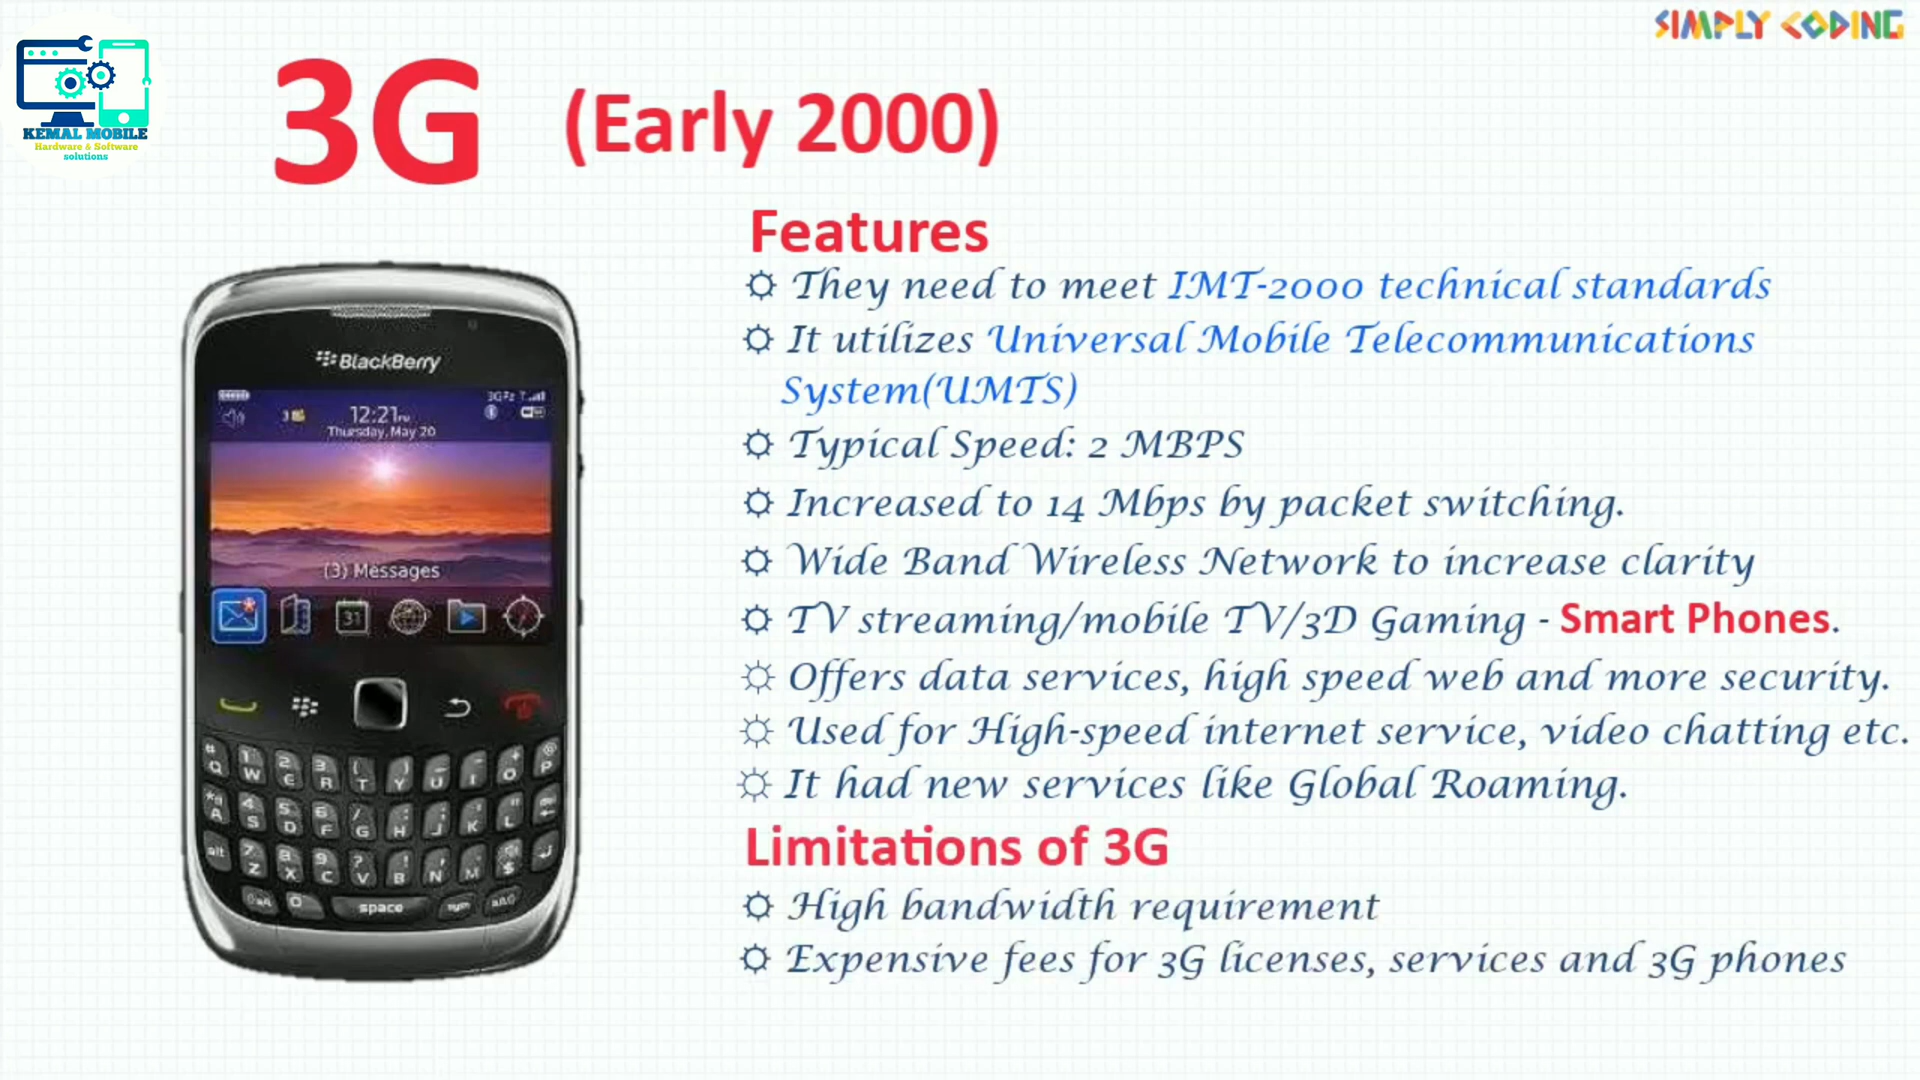 SIMPLY CODING
KEMAL MOBILE
Hardware & Software
solutions
3G (Early 2000)
Features
They need to meet IMT-2000 technical standards
It utilizes Universal Mobile Telecommunications
System(UMTS)
Typical Speed: 2 MBPS
Increased to 14 Mbps by packet switching.
Wide Band Wireless Network to increase clarity
TV streaming/mobile TV/3D Gaming - Smart Phones.
Offers data services, high speed web and more security.
Used for High-speed internet service, video chatting etc.
It had new services like Global Roaming.
Limitations of 3G
High bandwidth requirement
Expensive fees for 3G licenses, services and 3G phones
BlackBerry
12:21
Thursday, May 20
(3) Messages
31
Q W E R T Y U I O P
A S D F G H J K L
alt Z X C V B N M $
space sym